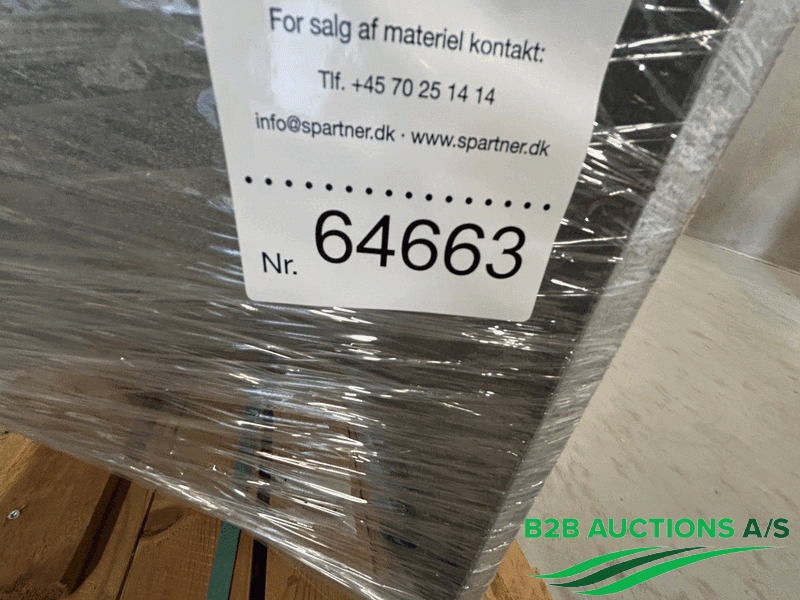 For salg af materiel kontakt:
Tlf. +45 70 25 14 14
info@spartner.dk · www.spartner.dk
Nr. 64663
B2B AUCTIONS A/S